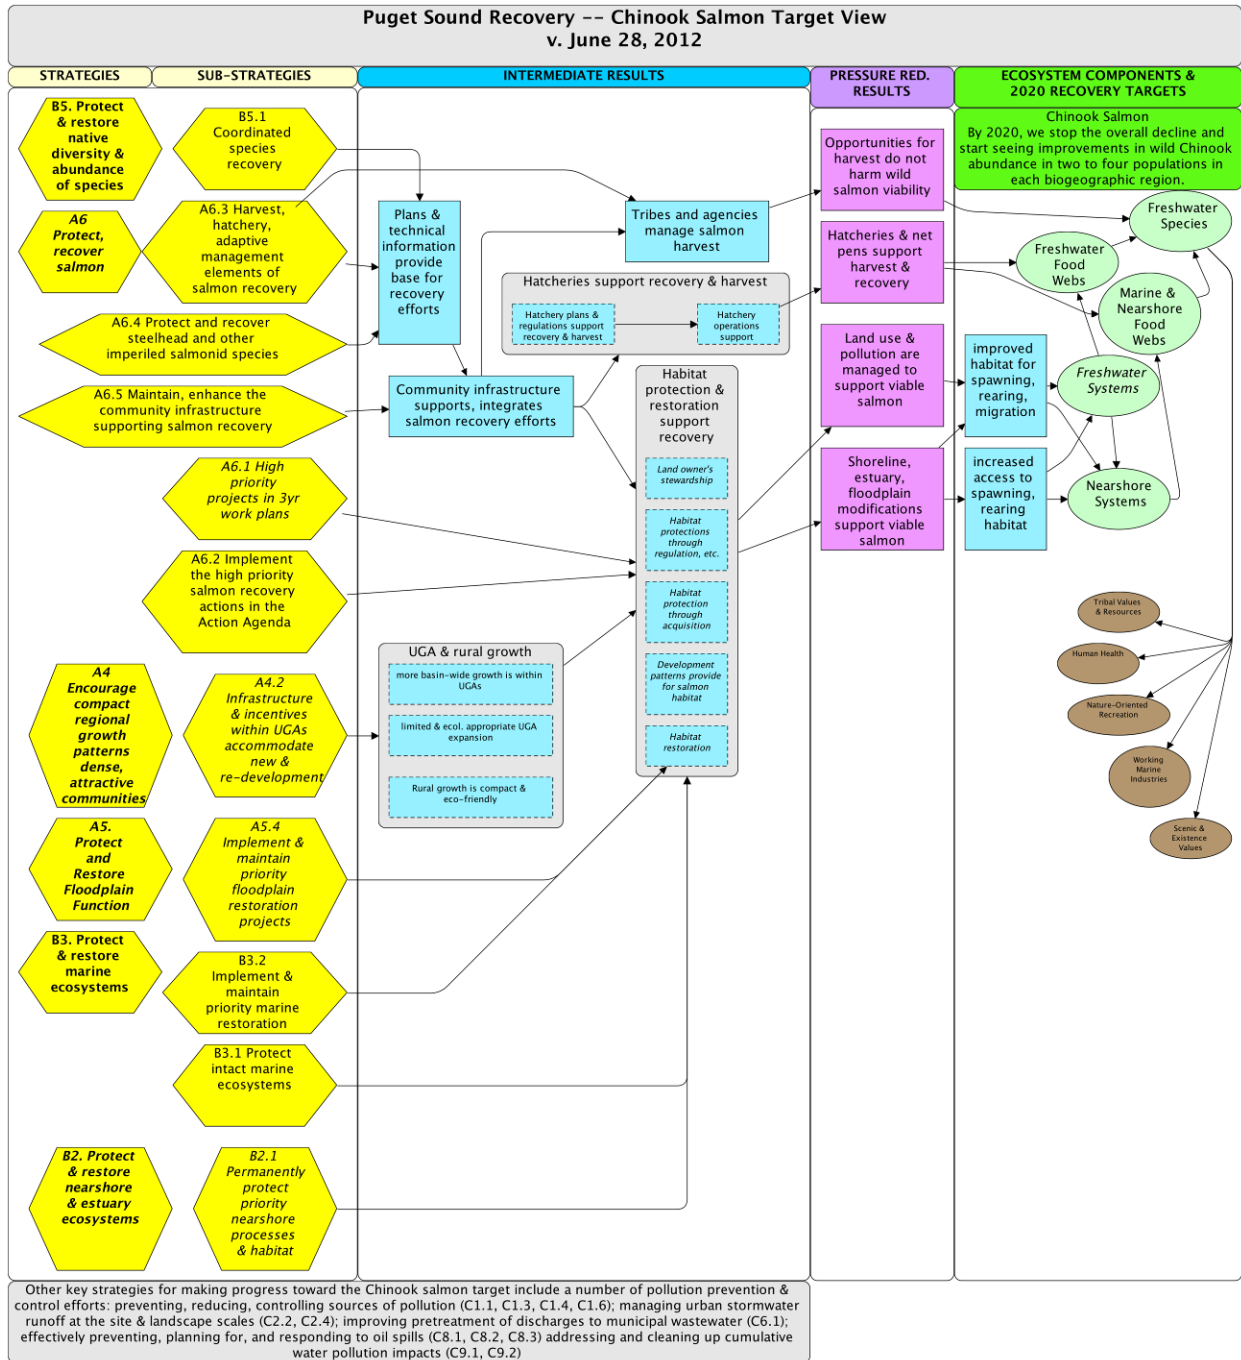 Puget Sound Recovery -- Chinook Salmon Target View
v. June 28, 2012
STRATEGIES
SUB-STRATEGIES
INTERMEDIATE RESULTS
PRESSURE RED.
RESULTS
ECOSYSTEM COMPONENTS &
2020 RECOVERY TARGETS
B5. Protect
& restore
native
diversity &
abundance
of species
A6
Protect,
recover
salmon
A4
Encourage
compact
regional
growth
patterns
dense,
attractive
communities
A5.
Protect
and
Restore
Floodplain
Function
B3. Protect
& restore
marine
ecosystems
B2. Protect
& restore
nearshore
& estuary
ecosystems
B5.1
Coordinated
species
recovery
A6.3 Harvest,
hatchery,
adaptive
management
elements of
salmon recovery
A6.4 Protect and recover
steelhead and other
imperiled salmonid species
A6.5 Maintain, enhance the
community infrastructure
supporting salmon recovery
A6.1 High
priority
projects in 3yr
work plans
A6.2 Implement
the high priority
salmon recovery
actions in the
Action Agenda
A4.2
Infrastructure
& incentives
within UGAs
accommodate
new &
re-development
A5.4
Implement &
maintain
priority
floodplain
restoration
projects
B3.2
Implement &
maintain
priority marine
restoration
B3.1 Protect
intact marine
ecosystems
B2.1
Permanently
protect
priority
nearshore
processes
& habitat
Plans &
technical
information
provide
base for
recovery
efforts
Tribes and agencies
manage salmon
harvest
Hatcheries support recovery & harvest
Hatchery plans &
regulations support
recovery & harvest
Hatchery
operations
support
Community infrastructure
supports, integrates
salmon recovery efforts
Habitat
protection &
restoration
support
recovery
Land owner's
stewardship
Habitat
protections
through
regulation, etc.
Habitat
protection
through
acquisition
Development
patterns provide
for salmon
habitat
Habitat
restoration
UGA & rural growth
more basin-wide growth is within
UGAs
limited & ecol. appropriate UGA
expansion
Rural growth is compact &
eco-friendly
Opportunities for
harvest do not
harm wild
salmon viability
Hatcheries & net
pens support
harvest &
recovery
Land use &
pollution are
managed to
support viable
salmon
Shoreline,
estuary,
floodplain
modifications
support viable
salmon
Chinook Salmon
By 2020, we stop the overall decline and
start seeing improvements in wild Chinook
abundance in two to four populations in
each biogeographic region.
Freshwater
Species
Freshwater
Food
Webs
Marine &
Nearshore
Food
Webs
improved
habitat for
spawning,
rearing,
migration
Freshwater
Systems
increased
access to
spawning,
rearing
habitat
Nearshore
Systems
Tribal Values
& Resources
Human Health
Nature-Oriented
Recreation
Working
Marine
Industries
Scenic &
Existence
Values
Other key strategies for making progress toward the Chinook salmon target include a number of pollution prevention &
control efforts: preventing, reducing, controlling sources of pollution (C1.1, C1.3, C1.4, C1.6); managing urban stormwater
runoff at the site & landscape scales (C2.2, C2.4); improving pretreatment of discharges to municipal wastewater (C6.1);
effectively preventing, planning for, and responding to oil spills (C8.1, C8.2, C8.3) addressing and cleaning up cumulative
water pollution impacts (C9.1, C9.2)